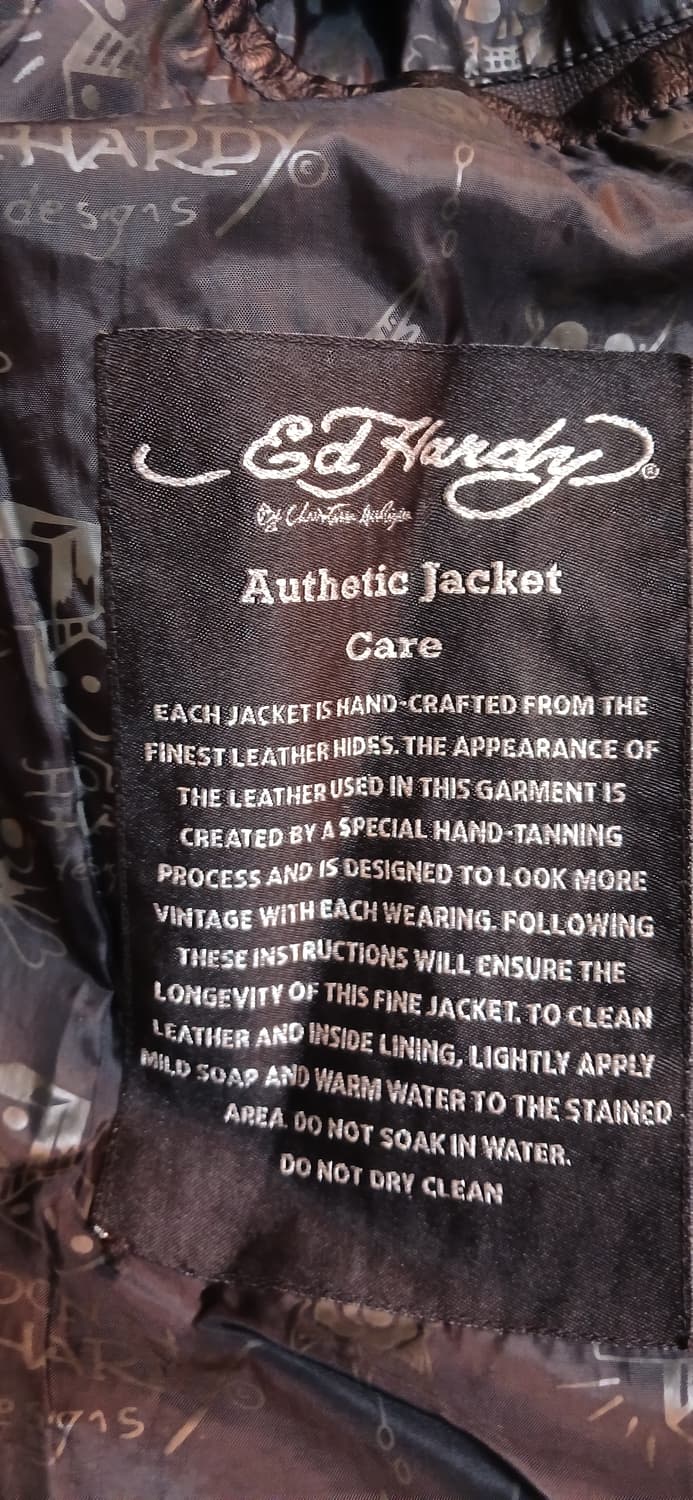 HARDY©
designs
Ed Hardy®
By Christian Audigier
Authetic Jacket
Care
EACH JACKET IS HAND-CRAFTED FROM THE
FINEST LEATHER HIDES. THE APPEARANCE OF
THE LEATHER USED IN THIS GARMENT IS
CREATED BY A SPECIAL HAND-TANNING
PROCESS AND IS DESIGNED TO LOOK MORE
VINTAGE WITH EACH WEARING. FOLLOWING
THESE INSTRUCTIONS WILL ENSURE THE
LONGEVITY OF THIS FINE JACKET. TO CLEAN
LEATHER AND INSIDE LINING, LIGHTLY APPLY
MILD SOAP AND WARM WATER TO THE STAINED
AREA. DO NOT SOAK IN WATER.
DO NOT DRY CLEAN